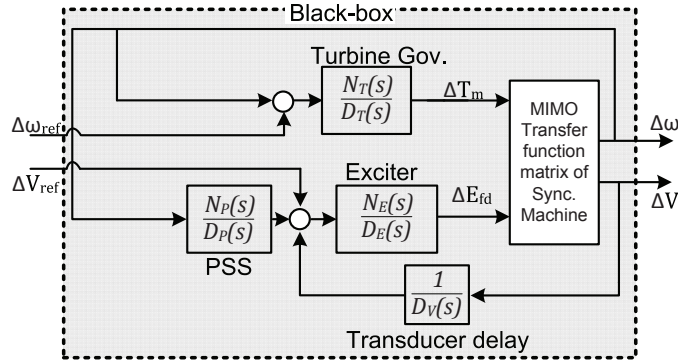 Black-box
Turbine Gov.
N_T(s)
D_T(s)
ΔT_m
MIMO
Transfer
function
matrix of
Sync.
Machine
Δω
Δω_ref
ΔV_ref
Exciter
N_P(s)
D_P(s)
PSS
N_E(s)
D_E(s)
ΔE_fd
ΔV
1
D_V(s)
Transducer delay